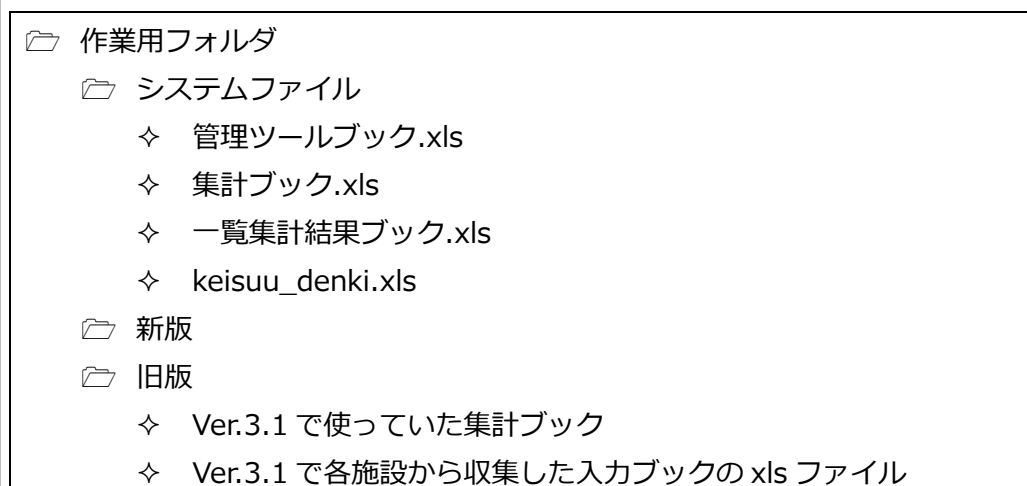 作業用フォルダ
システムファイル
管理ツールブック.xls
集計ブック.xls
一覧集計結果ブック.xls
keisuu_denki.xls
新版
旧版
Ver.3.1 で使っていた集計ブック
Ver.3.1 で各施設から収集した入力ブックの xls ファイル